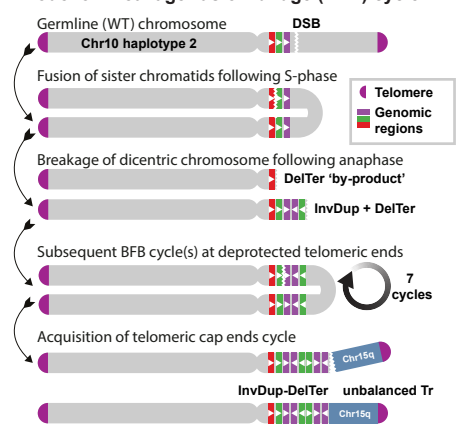 Germline (WT) chromosome
DSB
Chr10 haplotype 2
Fusion of sister chromatids following S-phase
Telomere
Genomic
regions
Breakage of dicentric chromosome following anaphase
DelTer ‘by-product’
InvDup + DelTer
Subsequent BFB cycle(s) at deprotected telomeric ends
7
cycles
Acquisition of telomeric cap ends cycle
Chr15q
InvDup-DelTer unbalanced Tr
Chr15q